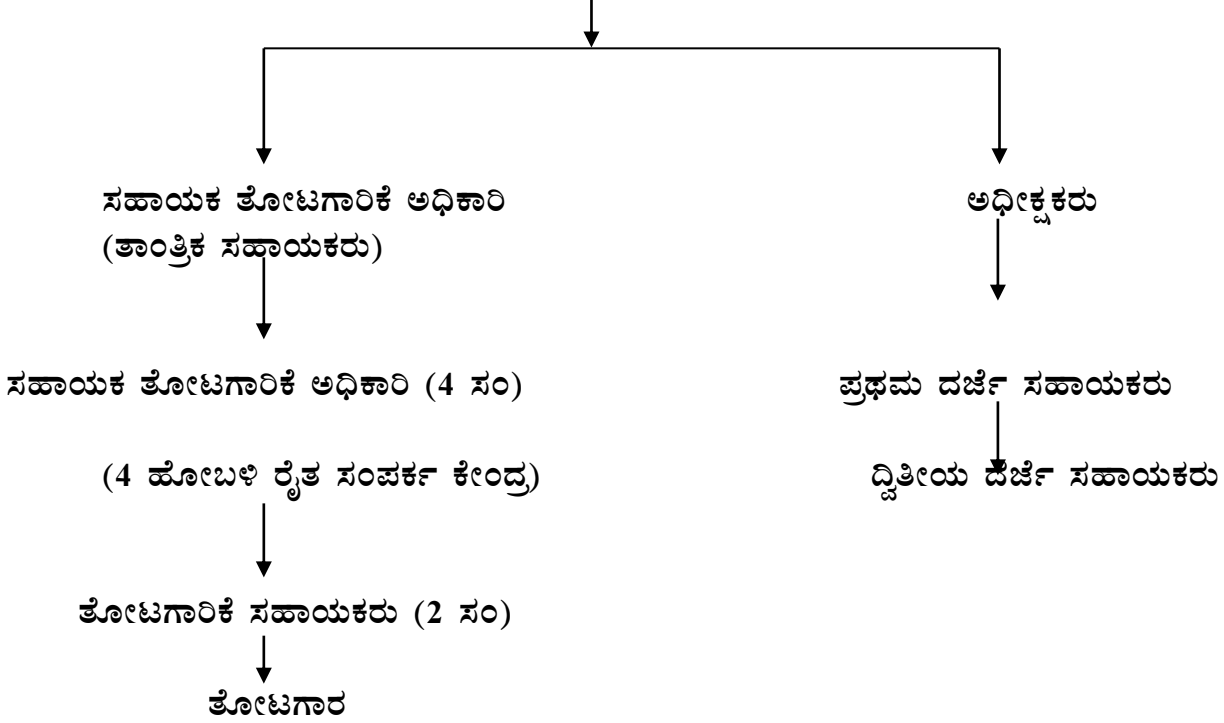 ಸಹಾಯಕ ತೋಟಗಾರಿಕೆ ಅಧಿಕಾರಿ
(ತಾಂತ್ರಿಕ ಸಹಾಯಕರು)
ಅಧೀಕ್ಷಕರು
ಸಹಾಯಕ ತೋಟಗಾರಿಕೆ ಅಧಿಕಾರಿ (4 ಸಂ)
ಪ್ರಥಮ ದರ್ಜೆ ಸಹಾಯಕರು
(4 ಹೋಬಳಿ ರೈತ ಸಂಪರ್ಕ ಕೇಂದ್ರ)
ದ್ವಿತೀಯ ದರ್ಜೆ ಸಹಾಯಕರು
ತೋಟಗಾರಿಕೆ ಸಹಾಯಕರು (2 ಸಂ)
ತೋಟಗಾರ